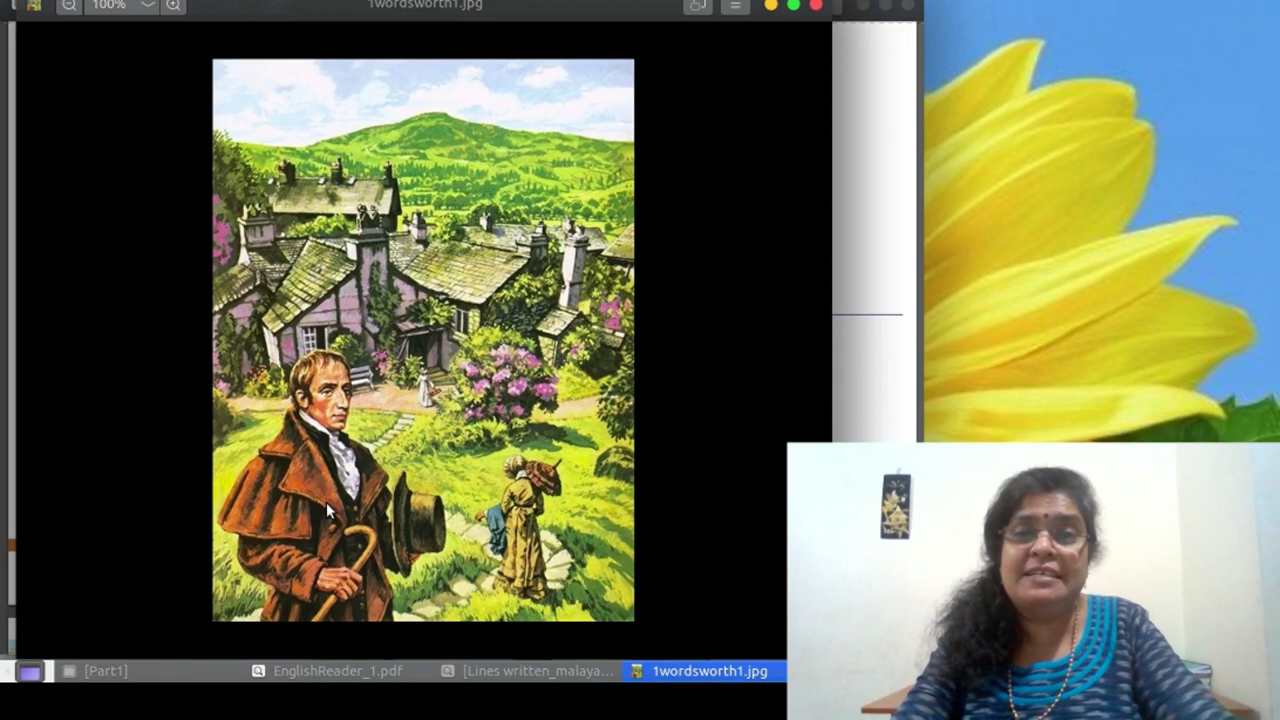 100%
1wordsworth1.jpg
[Part1]
EnglishReader_1.pdf
[Lines written_malaya...
1wordsworth1.jpg